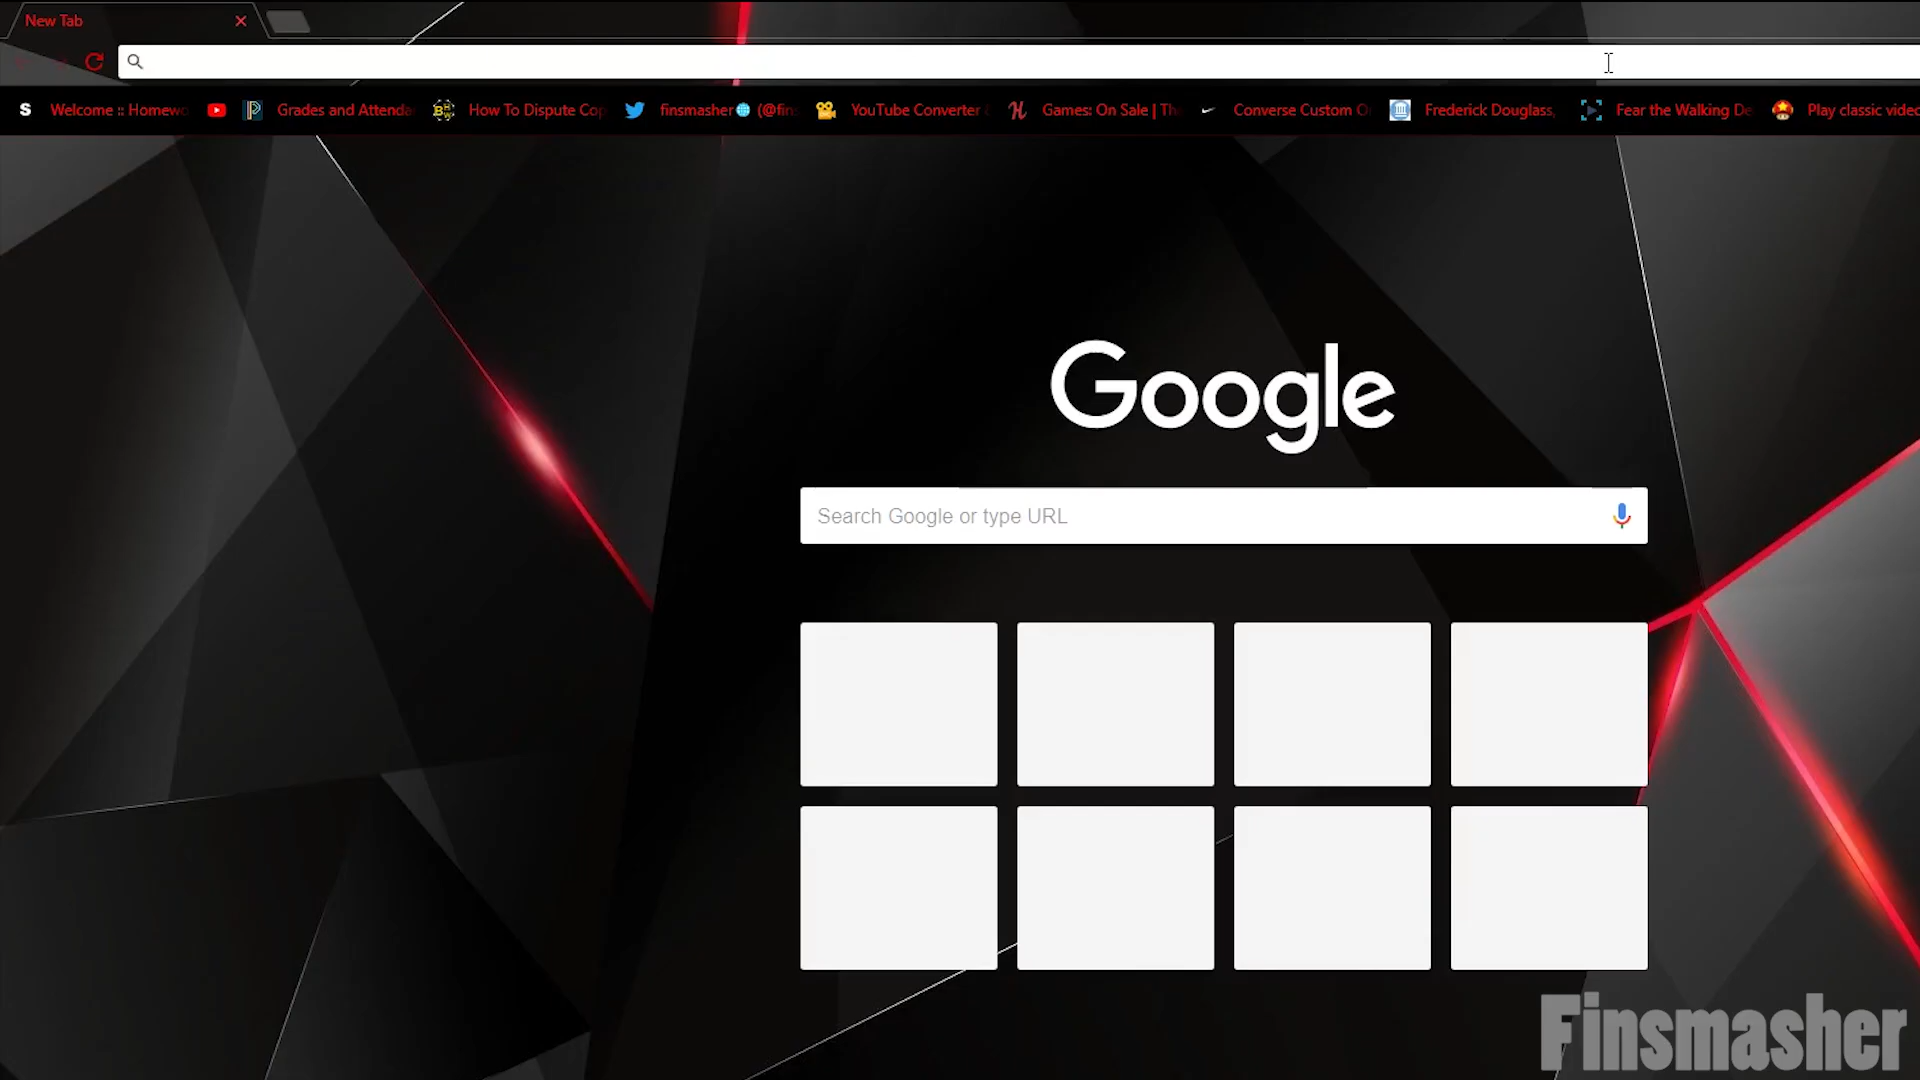 New Tab
S Welcome :: Homewo Grades and Attenda How To Dispute Cop finsmasher (@fin YouTube Converter Games: On Sale | Th Converse Custom O Frederick Douglass, Fear the Walking De Play classic video
Google
Search Google or type URL
Finsmasher